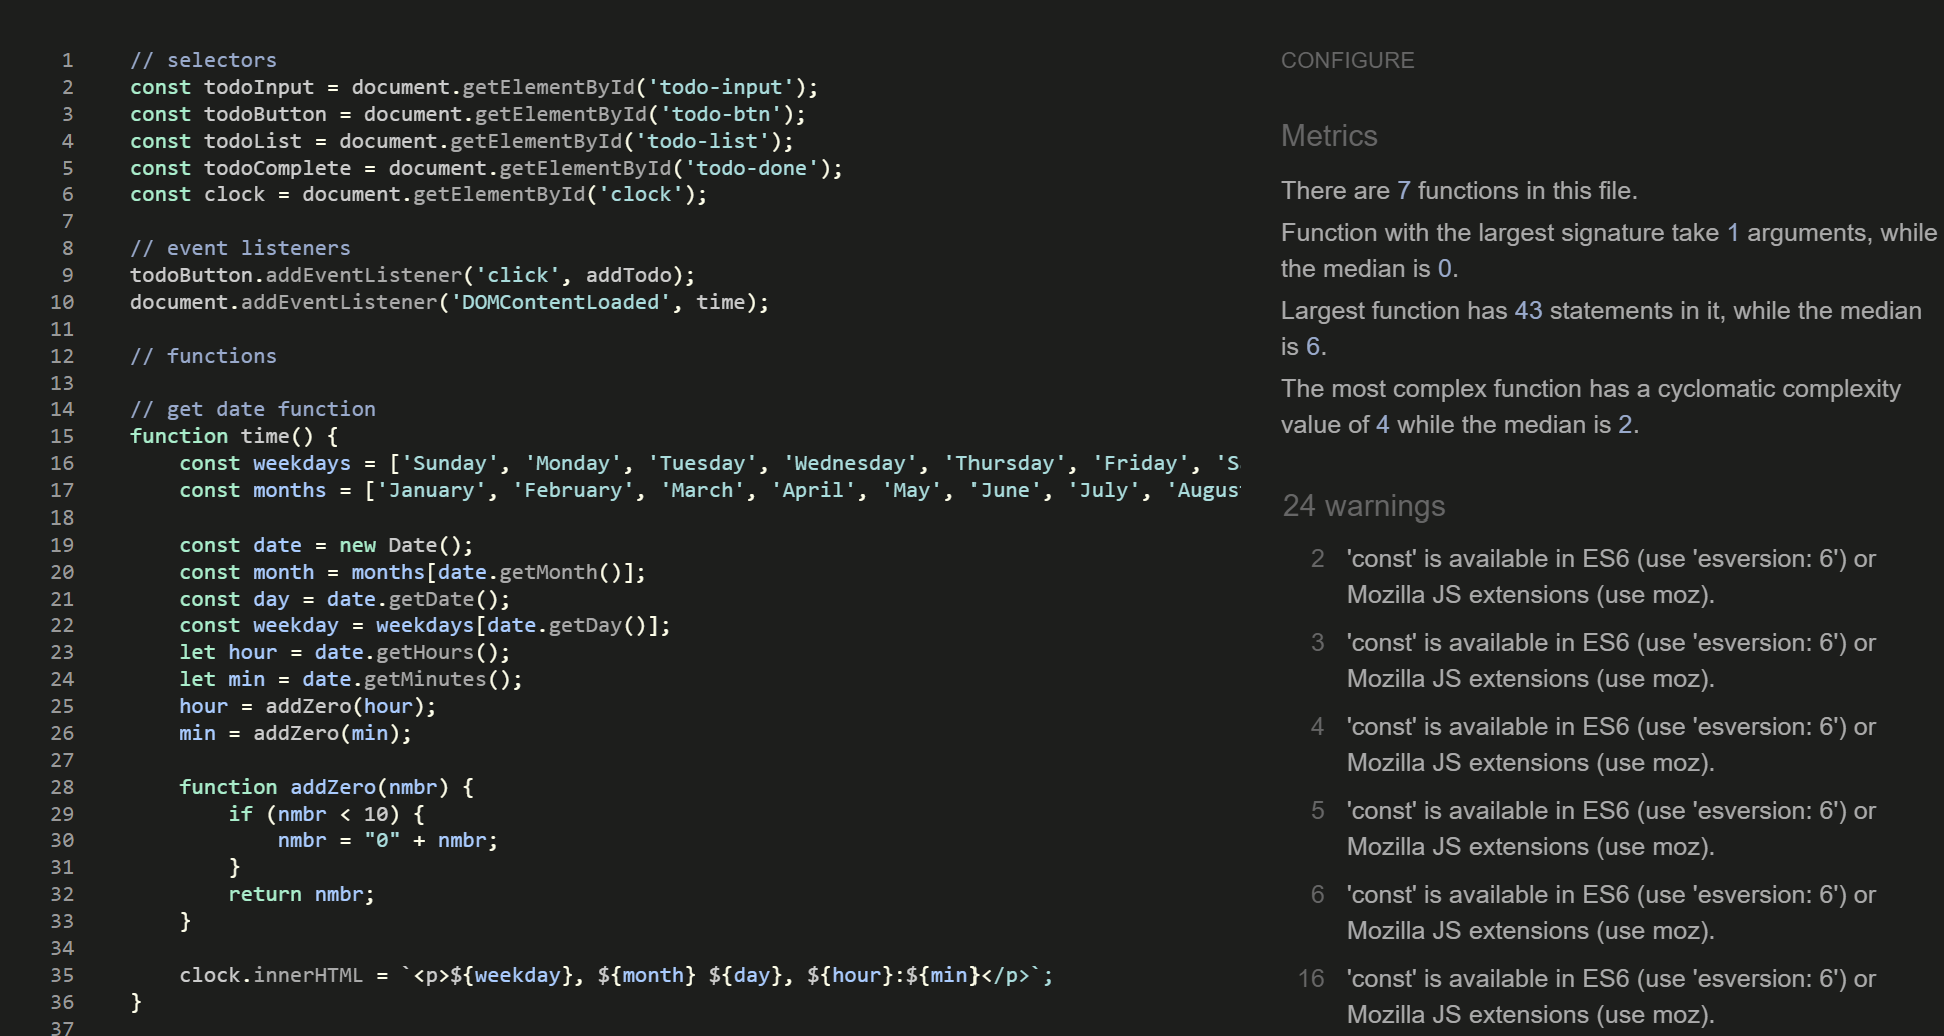 1 // selectors
2 const todoInput = document.getElementById('todo-input');
3 const todoButton = document.getElementById('todo-btn');
4 const todoList = document.getElementById('todo-list');
5 const todoComplete = document.getElementById('todo-done');
6 const clock = document.getElementById('clock');
7
8 // event listeners
9 todoButton.addEventListener('click', addTodo);
10 document.addEventListener('DOMContentLoaded', time);
11
12 // functions
13
14 // get date function
15 function time() {
16     const weekdays = ['Sunday', 'Monday', 'Tuesday', 'Wednesday', 'Thursday', 'Friday', 'S
17     const months = ['January', 'February', 'March', 'April', 'May', 'June', 'July', 'Augus
18
19     const date = new Date();
20     const month = months[date.getMonth()];
21     const day = date.getDate();
22     const weekday = weekdays[date.getDay()];
23     let hour = date.getHours();
24     let min = date.getMinutes();
25     hour = addZero(hour);
26     min = addZero(min);
27
28     function addZero(nmbr) {
29         if (nmbr < 10) {
30             nmbr = "0" + nmbr;
31         }
32         return nmbr;
33     }
34
35     clock.innerHTML = `<p>${weekday}, ${month} ${day}, ${hour}:${min}</p>`;
36 }
37
CONFIGURE
Metrics
There are 7 functions in this file.
Function with the largest signature take 1 arguments, while
the median is 0.
Largest function has 43 statements in it, while the median
is 6.
The most complex function has a cyclomatic complexity
value of 4 while the median is 2.
24 warnings
2 'const' is available in ES6 (use 'esversion: 6') or
Mozilla JS extensions (use moz).
3 'const' is available in ES6 (use 'esversion: 6') or
Mozilla JS extensions (use moz).
4 'const' is available in ES6 (use 'esversion: 6') or
Mozilla JS extensions (use moz).
5 'const' is available in ES6 (use 'esversion: 6') or
Mozilla JS extensions (use moz).
6 'const' is available in ES6 (use 'esversion: 6') or
Mozilla JS extensions (use moz).
16 'const' is available in ES6 (use 'esversion: 6') or
Mozilla JS extensions (use moz).